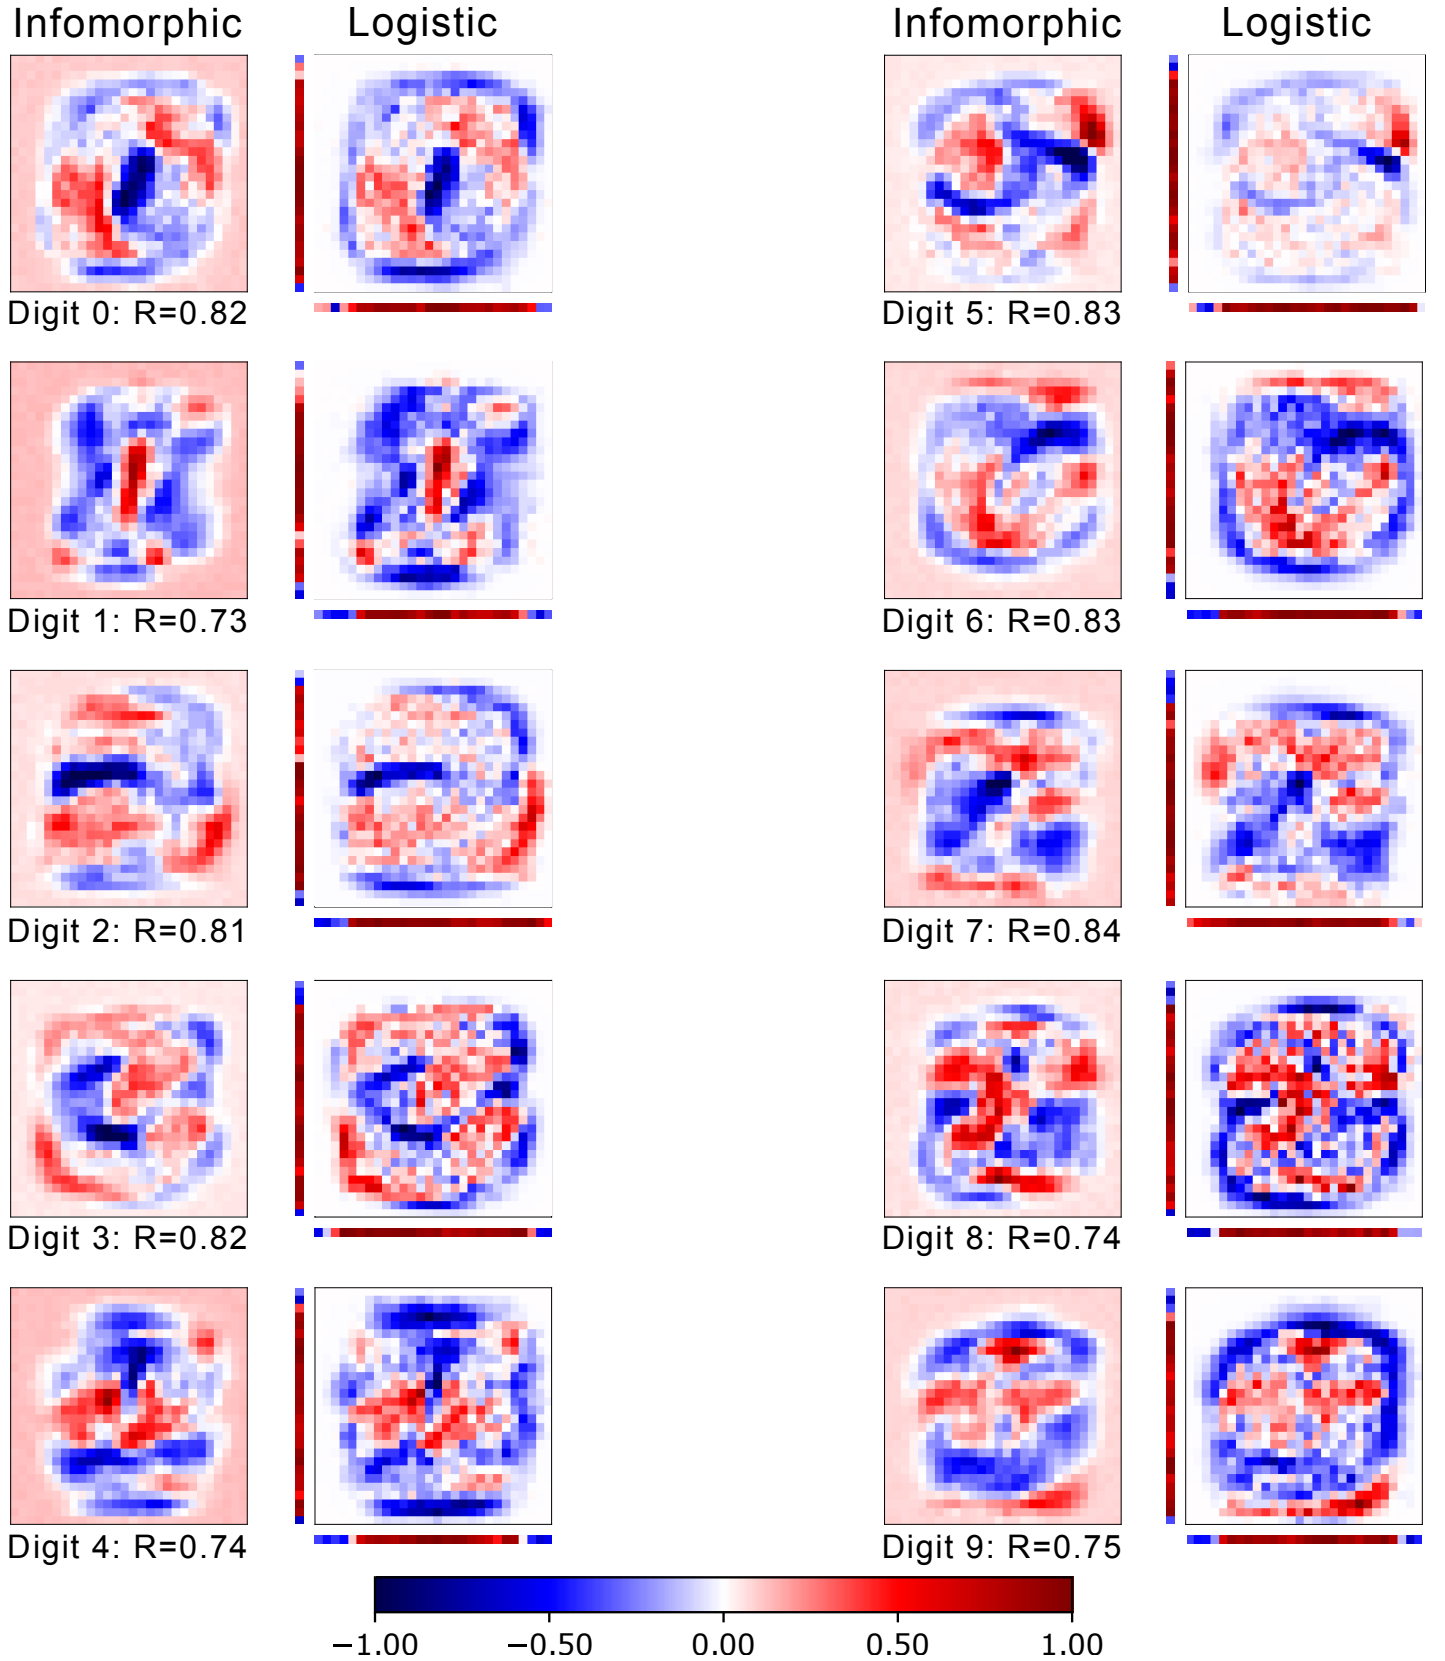 Infomorphic Logistic Infomorphic Logistic
Digit 0: R=0.82 Digit 5: R=0.83
Digit 1: R=0.73 Digit 6: R=0.83
Digit 2: R=0.81 Digit 7: R=0.84
Digit 3: R=0.82 Digit 8: R=0.74
Digit 4: R=0.74 Digit 9: R=0.75
−1.00 −0.50 0.00 0.50 1.00